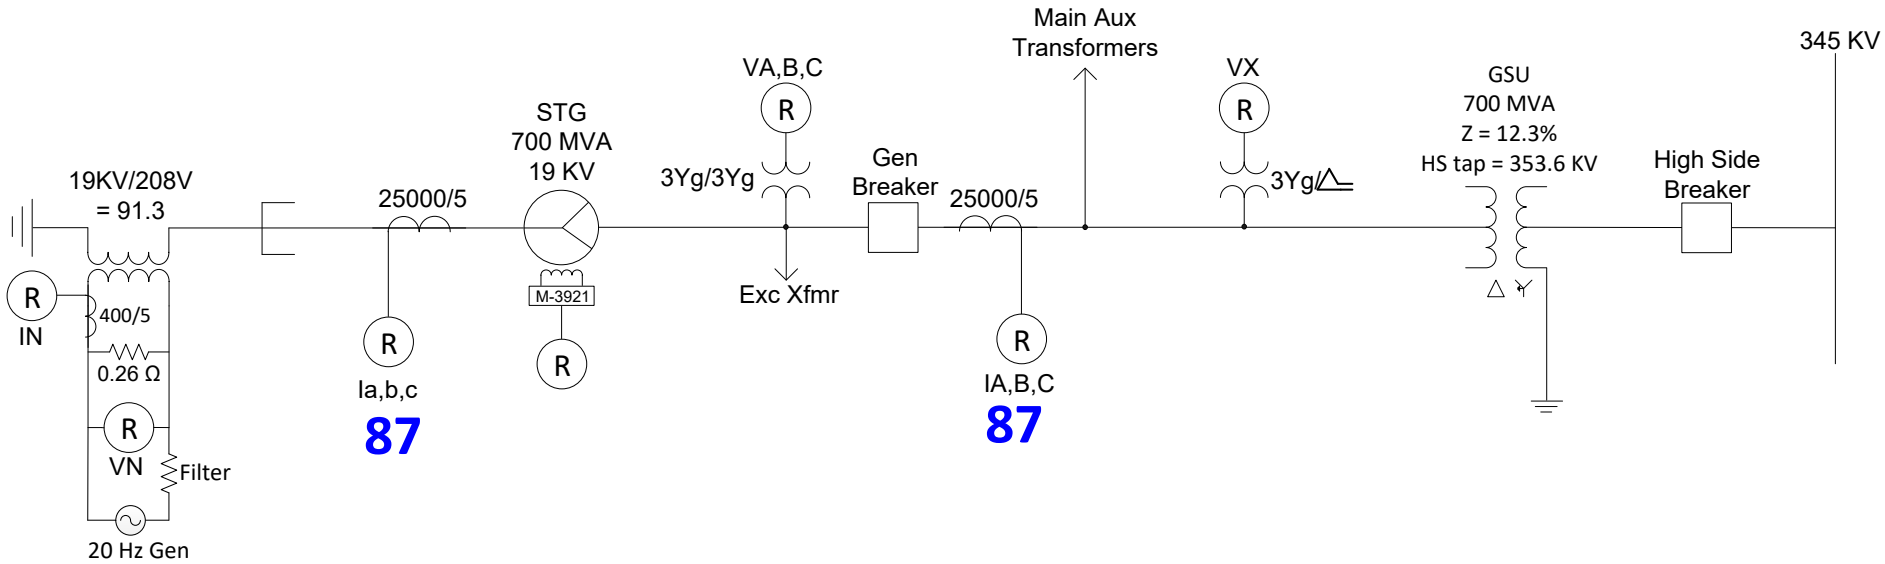 Main Aux
Transformers
345 KV
VA,B,C
R
VX
R
GSU
700 MVA
Z = 12.3%
HS tap = 353.6 KV
STG
700 MVA
19 KV
Gen
Breaker
High Side
Breaker
19KV/208V
= 91.3
25000/5
3Yg/3Yg
25000/5
3Yg/
R
IN
400/5
M-3921
Exc Xfmr
0.26 Ω
R
Ia,b,c
87
R
R
IA,B,C
87
R
VN
Filter
20 Hz Gen